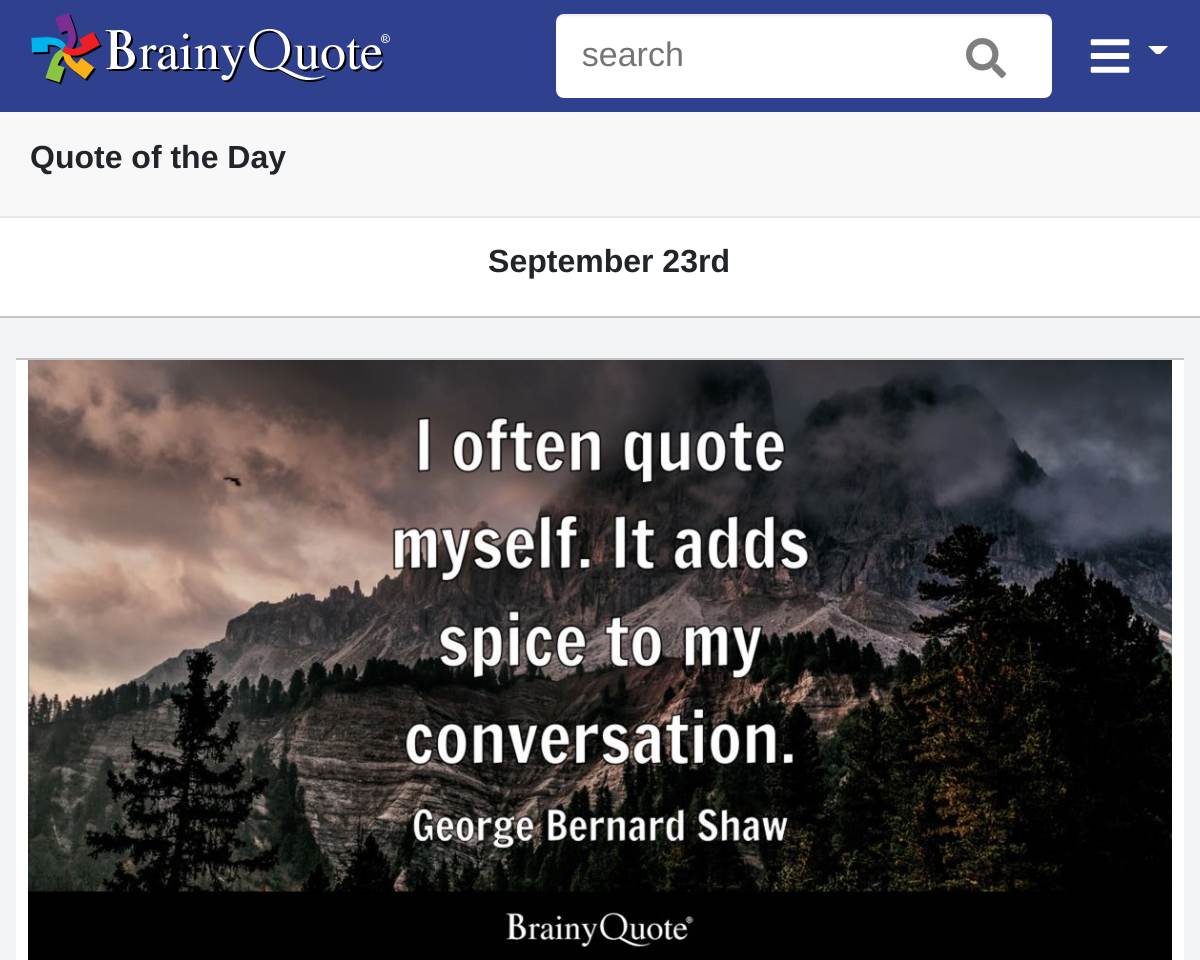 BrainyQuote®
search
Quote of the Day
September 23rd
I often quote
myself. It adds
spice to my
conversation.
George Bernard Shaw
BrainyQuote®